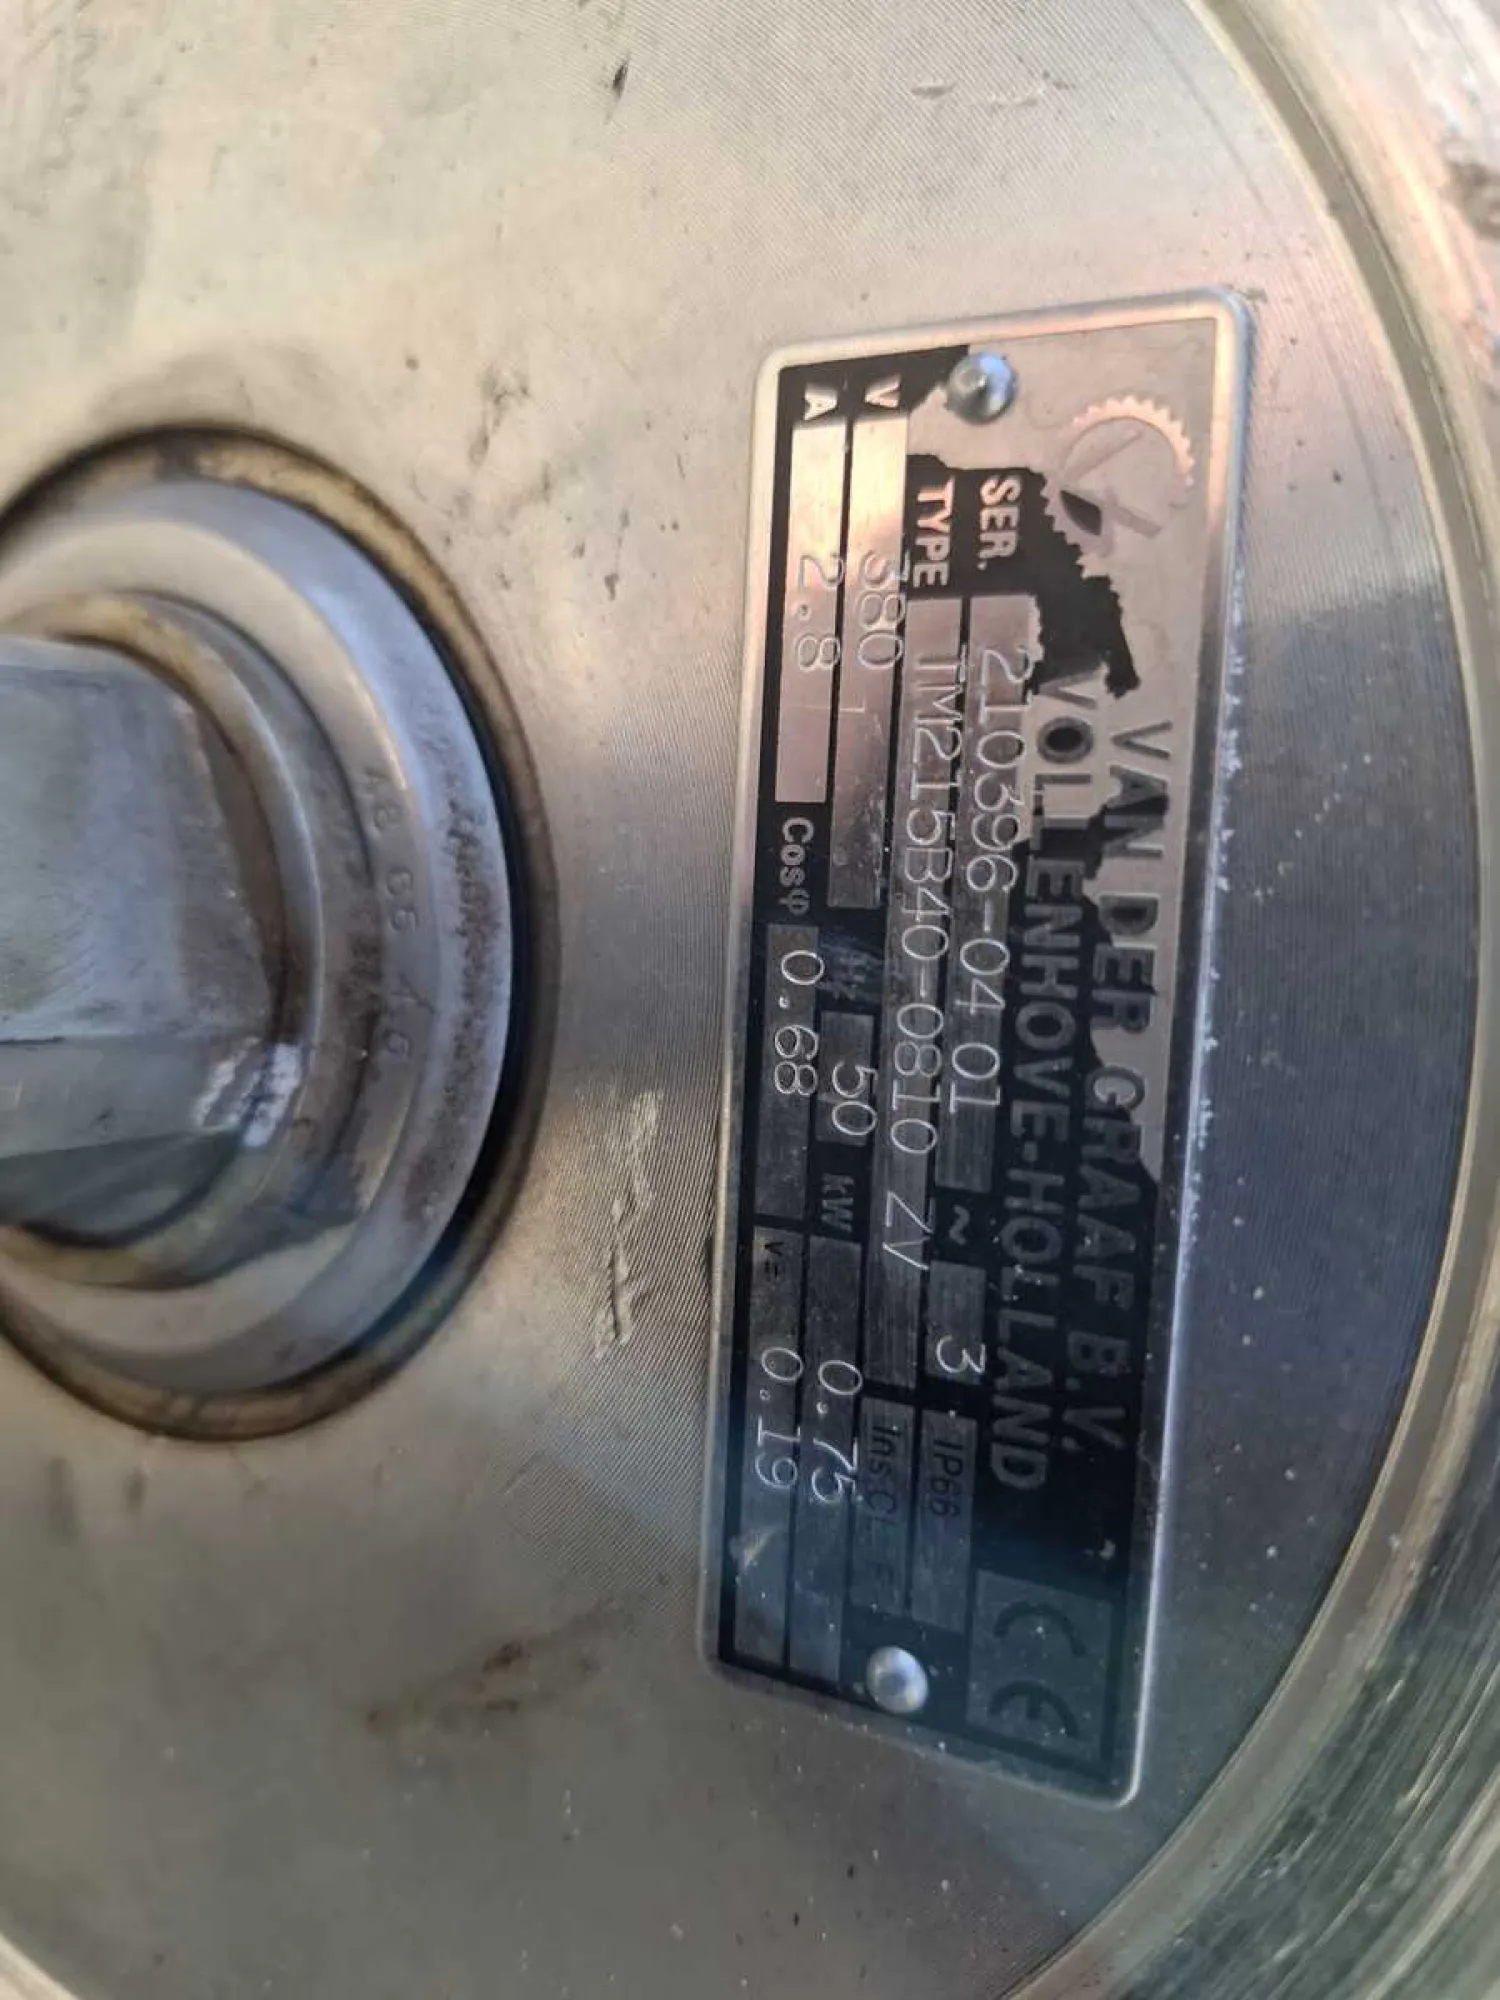 VAN DER GRAAF B.V.
VOLLENHOVE-HOLLAND
CE
SER. 210396-04 01 ~ 3 IP66
TYPE TM215B40-0810 ZV Ins.Cl F
V 380 Hz 50 kW 0.75
A 2.8 Cosφ 0.68 v= 0.19